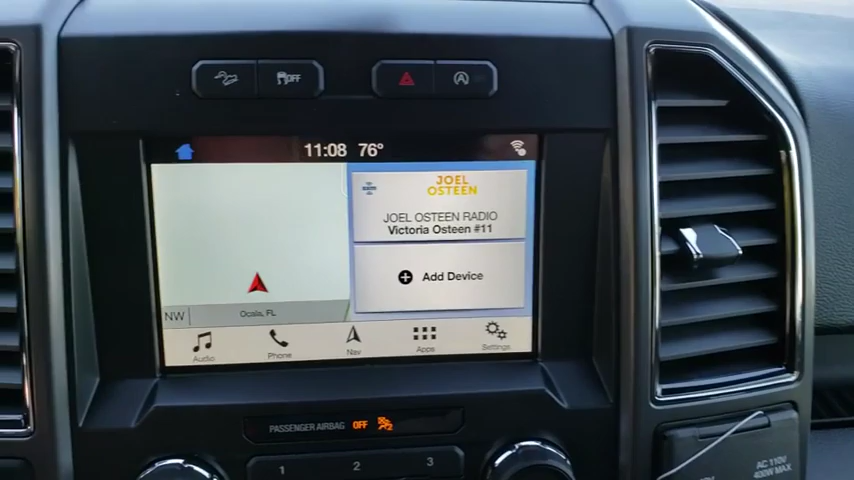 OFF
11:08 76°
JOEL
OSTEEN
JOEL OSTEEN RADIO
Victoria Osteen #11
Add Device
NW
Ocala, FL
Audio
Phone
Nav
Apps
Settings
PASSENGER AIRBAG OFF
1 2 3
AC 110V
400W MAX